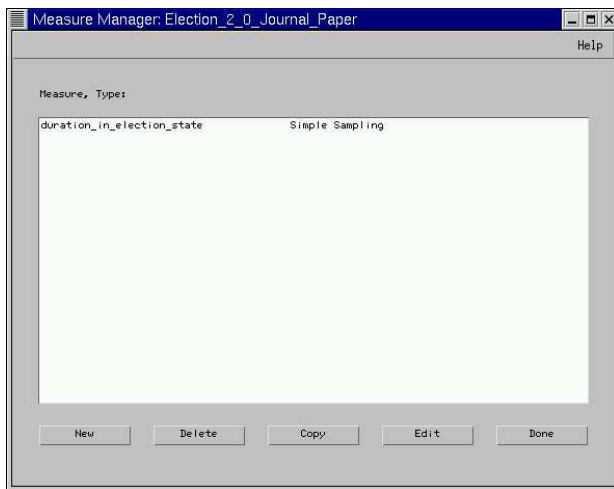 Measure Manager: Election_2_0_Journal_Paper
Help
Measure, Type:
duration_in_election_state Simple Sampling
New Delete Copy Edit Done